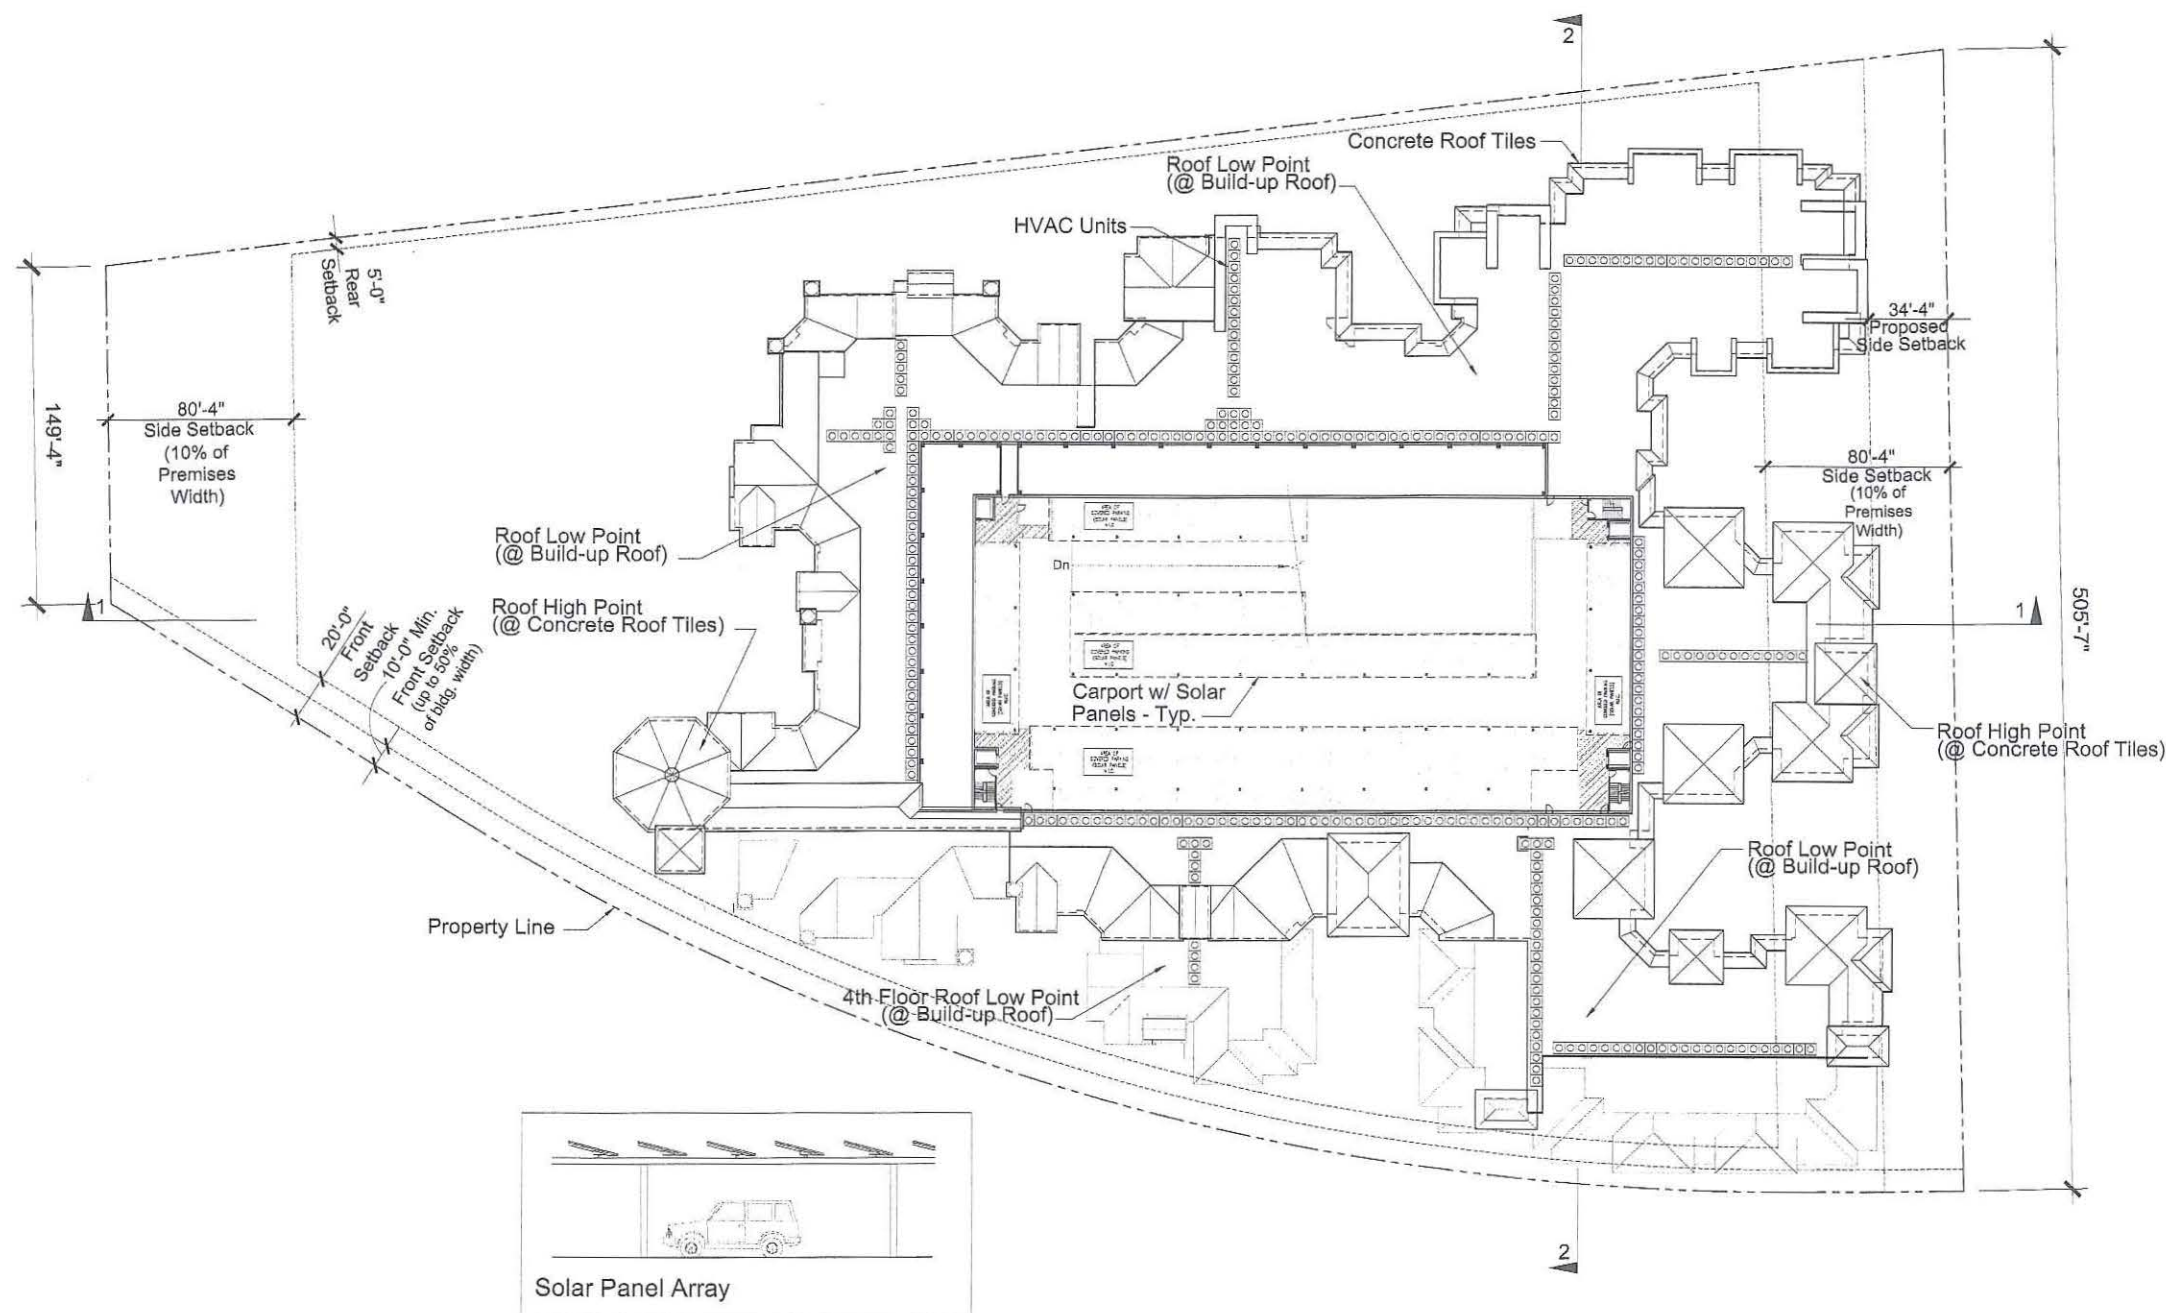 2
Concrete Roof Tiles
Roof Low Point
(@ Build-up Roof)
HVAC Units
5'-0"
Rear
Setback
34'-4"
Proposed
Side Setback
149'-4"
80'-4"
Side Setback
(10% of
Premises
Width)
80'-4"
Side Setback
(10% of
Premises
Width)
Roof Low Point
(@ Build-up Roof)
Dn
Roof High Point
(@ Concrete Roof Tiles)
1
1
505'-7"
20'-0"
Front
Setback
10'-0" Min.
Front Setback
(up to 50%
of bldg. width)
Carport w/ Solar
Panels - Typ.
Roof High Point
(@ Concrete Roof Tiles)
Roof Low Point
(@ Build-up Roof)
Property Line
4th Floor Roof Low Point
(@ Build-up Roof)
2
Solar Panel Array